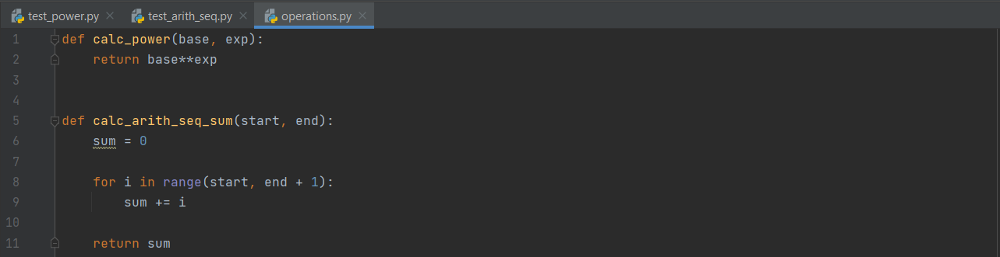 test_power.py × test_arith_seq.py × operations.py ×
1 def calc_power(base, exp):
2     return base**exp
3
4
5 def calc_arith_seq_sum(start, end):
6     sum = 0
7
8     for i in range(start, end + 1):
9         sum += i
10
11     return sum